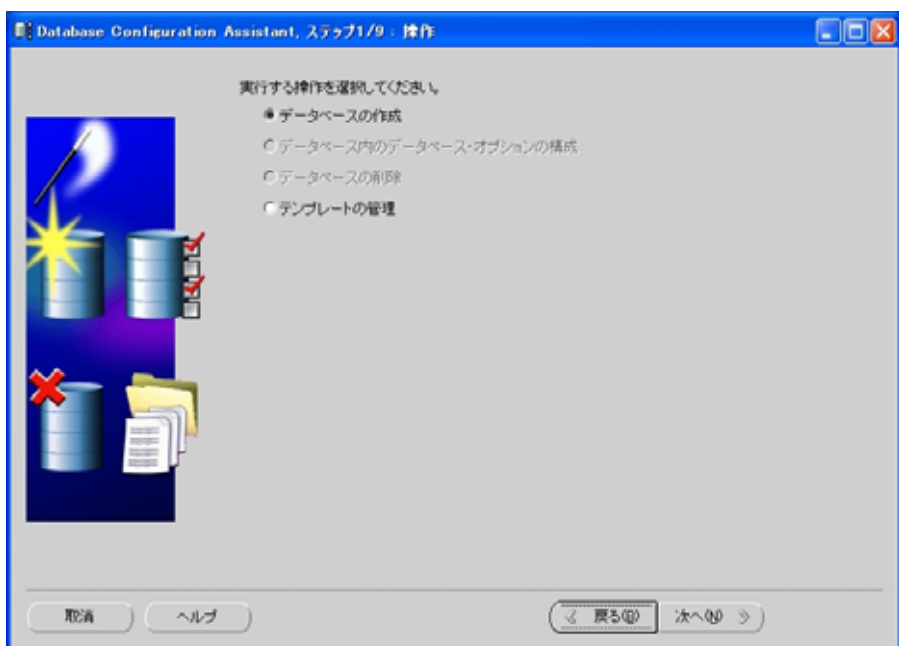 Database Configuration Assistant, ステップ1/9 : 操作
実行する操作を選択してください。
データベースの作成
データベース内のデータベース・オプションの構成
データベースの削除
テンプレートの管理
取消
ヘルプ
戻る(B)
次へ(N)